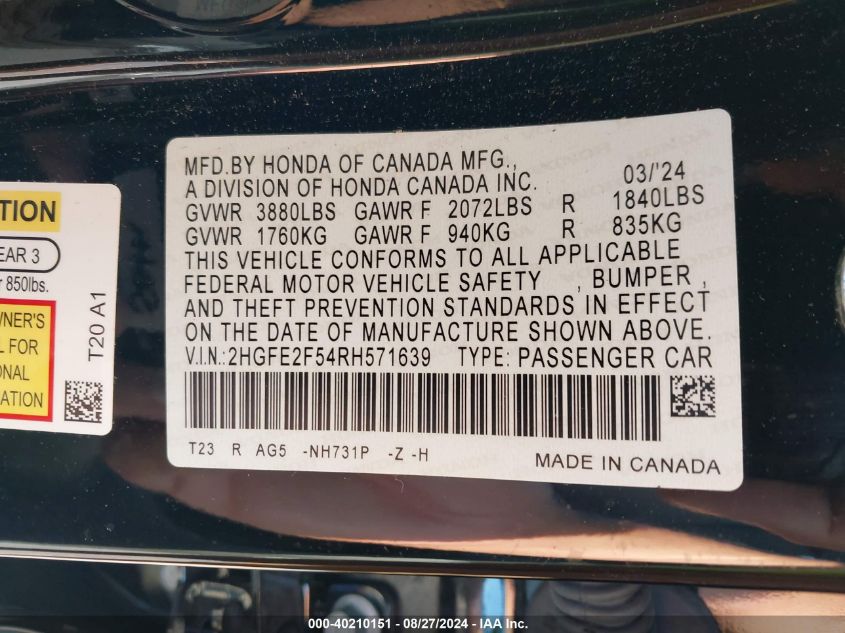 MFD.BY HONDA OF CANADA MFG.,
A DIVISION OF HONDA CANADA INC. 03/'24
GVWR 3880LBS GAWR F 2072LBS R 1840LBS
GVWR 1760KG GAWR F 940KG R 835KG
THIS VEHICLE CONFORMS TO ALL APPLICABLE
FEDERAL MOTOR VEHICLE SAFETY , BUMPER ,
AND THEFT PREVENTION STANDARDS IN EFFECT
ON THE DATE OF MANUFACTURE SHOWN ABOVE.
V.I.N.:2HGFE2F54RH571639 TYPE: PASSENGER CAR
T23 R AG5 -NH731P -Z -H
MADE IN CANADA
TION
EAR 3
850lbs.
WNER'S
L FOR
ONAL
ATION
T20 A1
000-40210151 - 08/27/2024 - IAA Inc.